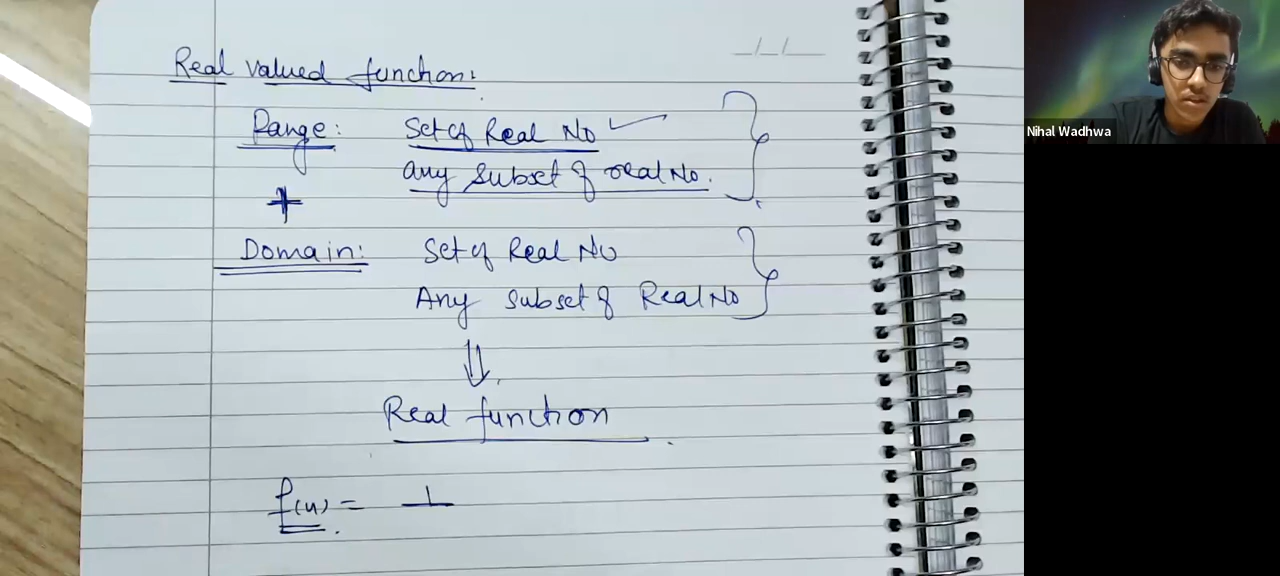 Real valued function:
Range: Set of Real No
any subset of real No.
+
Domain: Set of Real No
Any subset of Real No
⇓
Real function
f(x) = 1
Nihal Wadhwa